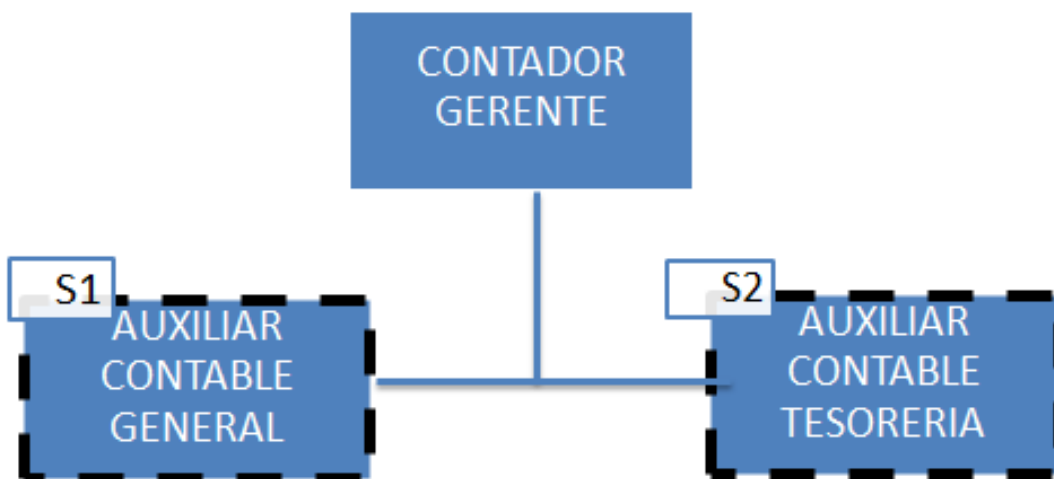 CONTADOR
GERENTE
S1
AUXILIAR
CONTABLE
GENERAL
S2
AUXILIAR
CONTABLE
TESORERIA